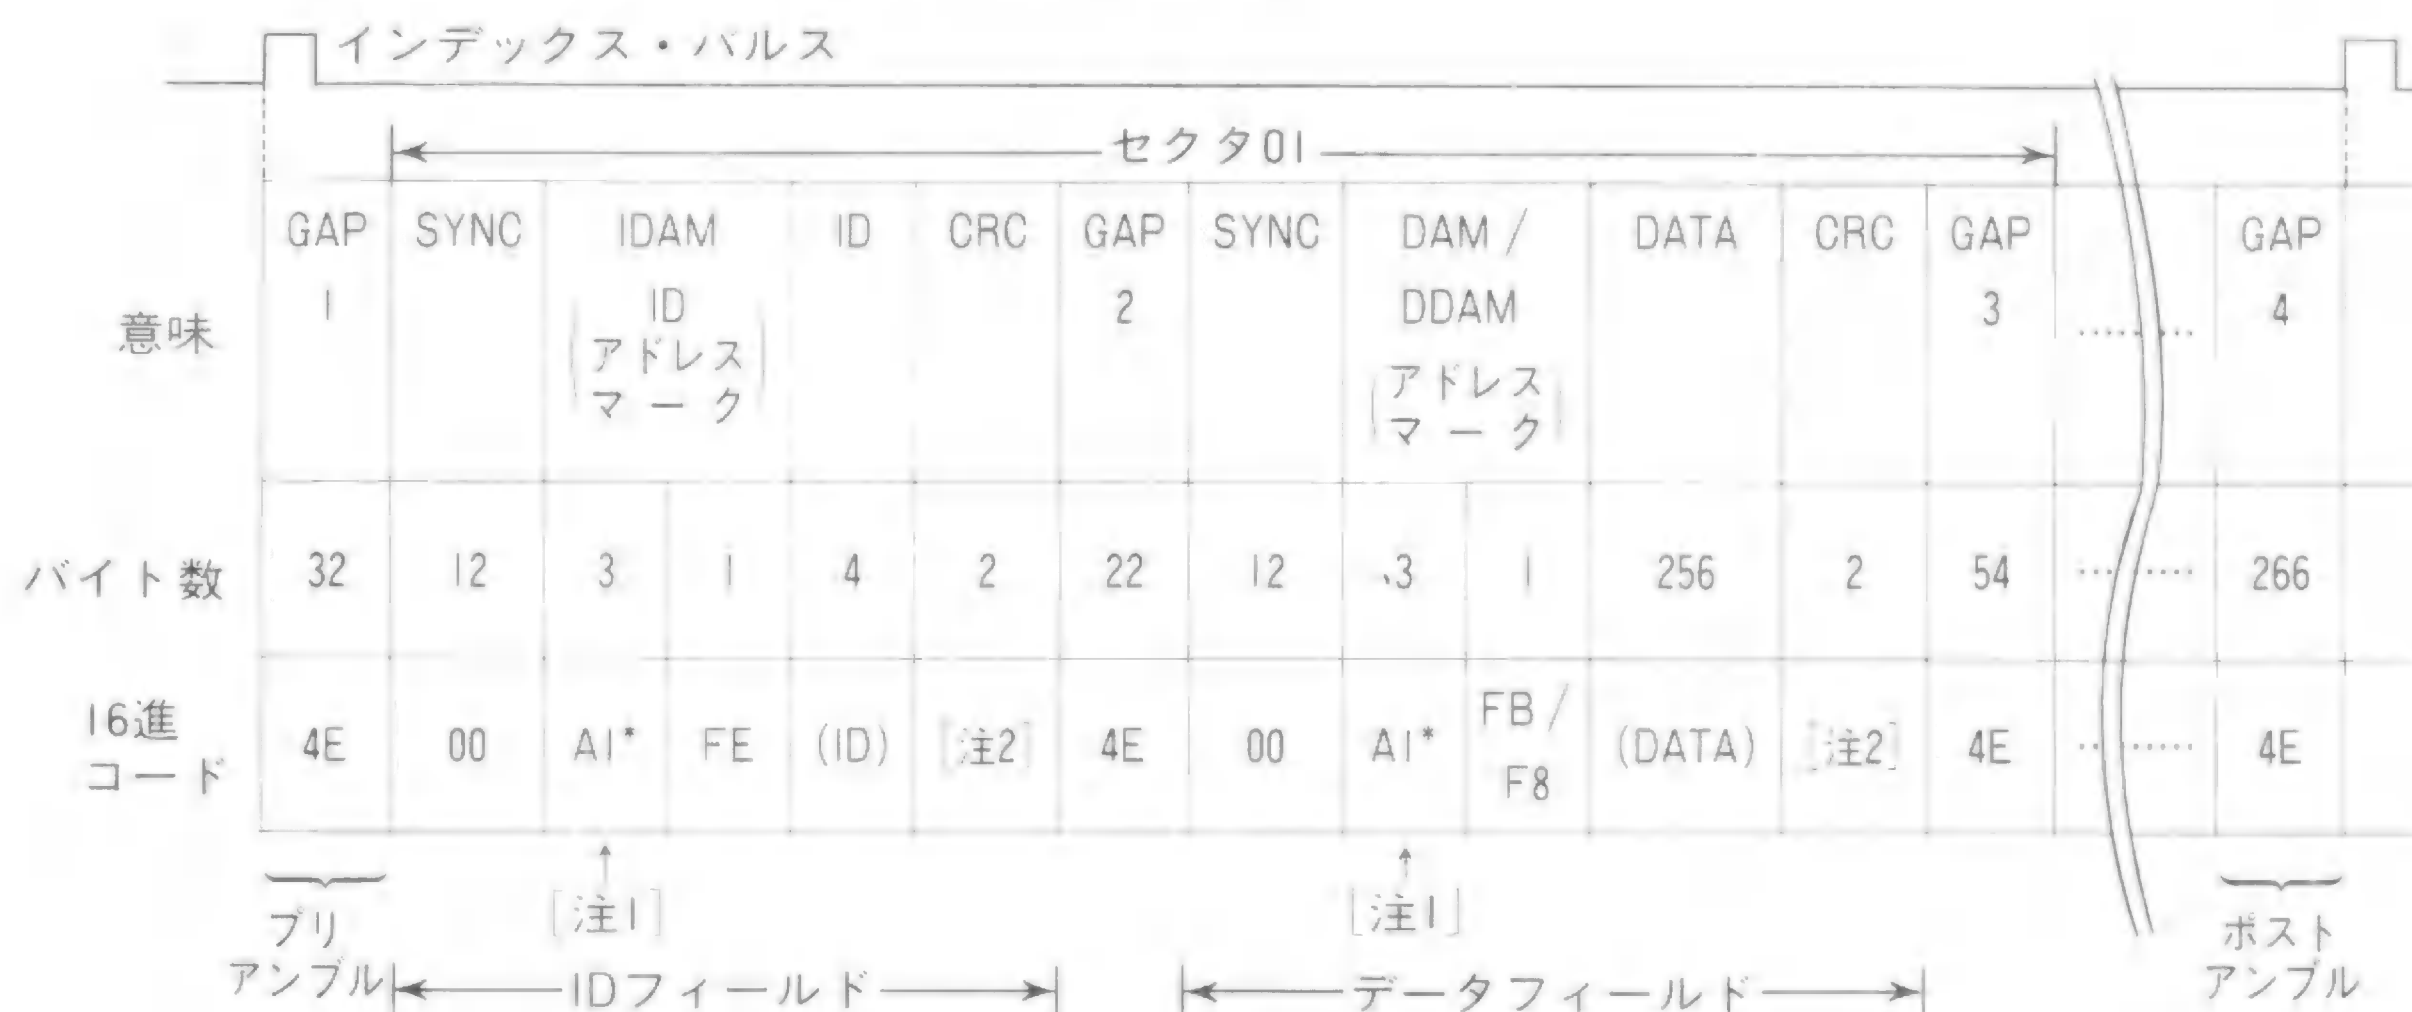 インデックス・パルス
セクタ01
GAP SYNC IDAM ID CRC GAP SYNC DAM/ DATA CRC GAP GAP
1 ID 2 DDAM 3 4
意味
アドレス アドレス
マーク マーク
バイト数 32 12 3 1 4 2 22 12 3 1 256 2 54 …… 266
16進
コード
4E 00 A1* FE (ID) [注2] 4E 00 A1* FB/ (DATA) [注2] 4E …… 4E
F8
[注1] [注1]
プリ
アンブル
IDフィールド
データフィールド
ポスト
アンブル